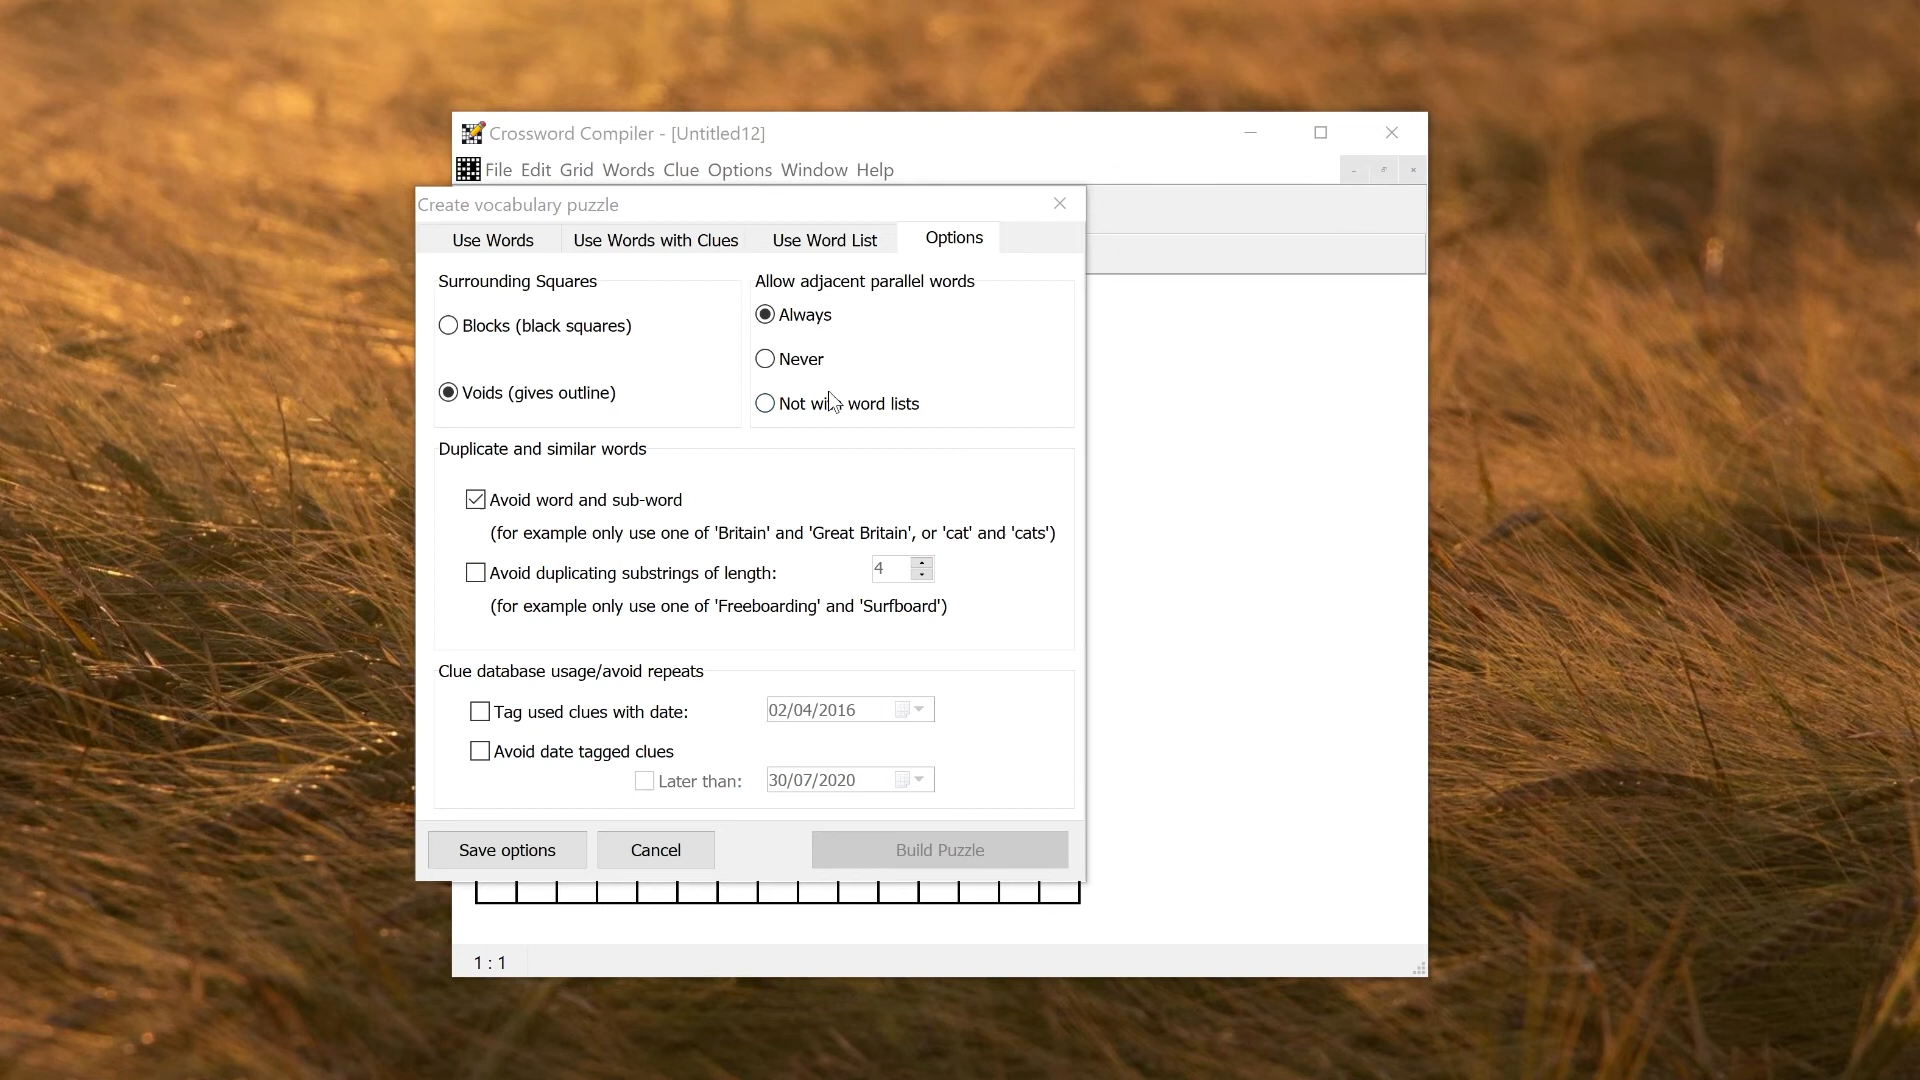 Crossword Compiler - [Untitled12]
File Edit Grid Words Clue Options Window Help
Create vocabulary puzzle
Use Words Use Words with Clues Use Word List Options
Surrounding Squares
Blocks (black squares)
Voids (gives outline)
Allow adjacent parallel words
Always
Never
Not with word lists
Duplicate and similar words
Avoid word and sub-word
(for example only use one of 'Britain' and 'Great Britain', or 'cat' and 'cats')
Avoid duplicating substrings of length: 4
(for example only use one of 'Freeboarding' and 'Surfboard')
Clue database usage/avoid repeats
Tag used clues with date: 02/04/2016
Avoid date tagged clues
Later than: 30/07/2020
Save options Cancel Build Puzzle
1 : 1